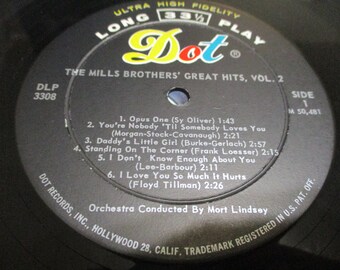 ULTRA HIGH FIDELITY
LONG 33⅓ PLAY
Dot®
THE MILLS BROTHERS' GREAT HITS, VOL. 2
DLP
3308
SIDE
1
M 50,481
1. Opus One (Sy Oliver) 1:43
2. You're Nobody 'Til Somebody Loves You
(Morgan-Stock-Cavanaugh) 2:21
3. Daddy's Little Girl (Burke-Gerlach) 2:57
4. Standing On The Corner (Frank Loesser) 2:51
5. I Don't Know Enough About You
(Lee-Barbour) 2:11
6. I Love You So Much It Hurts
(Floyd Tillman) 2:26
Orchestra Conducted By Mort Lindsey
DOT RECORDS, INC., HOLLYWOOD 28, CALIF. TRADEMARK REGISTERED IN U.S. PAT. OFF.